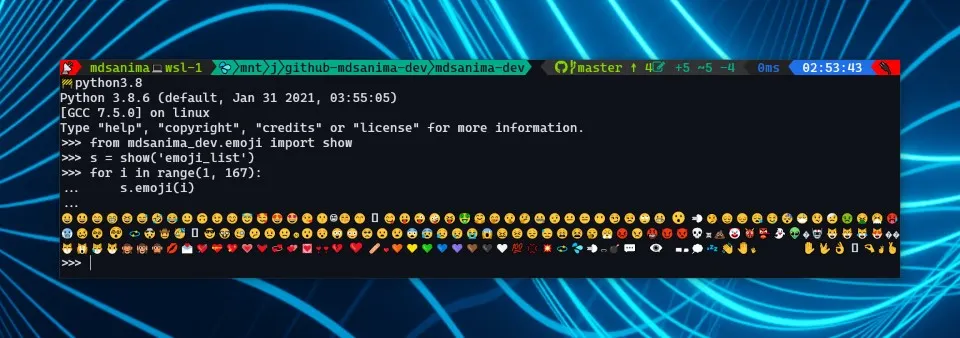 mdsanima wsl-1 mnt j github-mdsanima-dev mdsanima-dev master ↑ 4 +5 ~5 -4 0ms 02:53:43
python3.8
Python 3.8.6 (default, Jan 31 2021, 03:55:05)
[GCC 7.5.0] on linux
Type "help", "copyright", "credits" or "license" for more information.
>>> from mdsanima_dev.emoji import show
>>> s = show('emoji_list')
>>> for i in range(1, 167):
...     s.emoji(i)
...
>>>